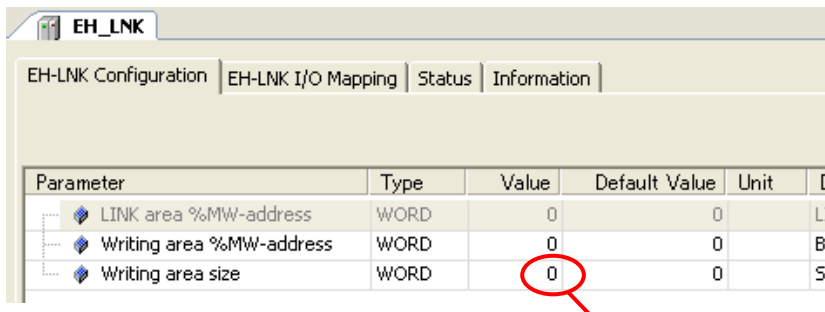 EH_LNK
EH-LNK Configuration EH-LNK I/O Mapping Status Information
Parameter Type Value Default Value Unit
LINK area %MW-address WORD 0 0
Writing area %MW-address WORD 0 0
Writing area size WORD 0 0